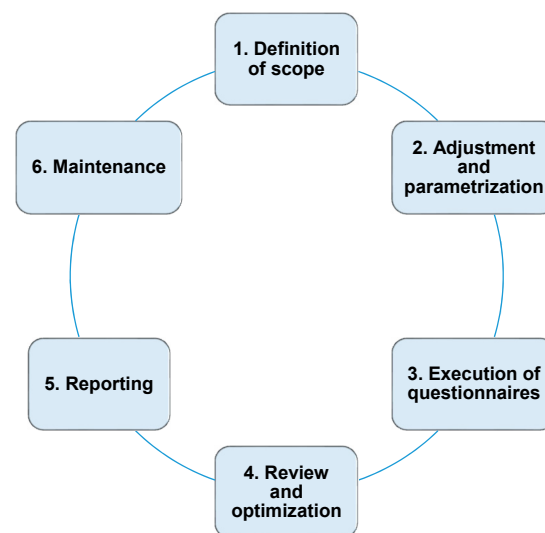 1. Definition
of scope
2. Adjustment
and
parametrization
3. Execution of
questionnaires
4. Review
and
optimization
5. Reporting
6. Maintenance